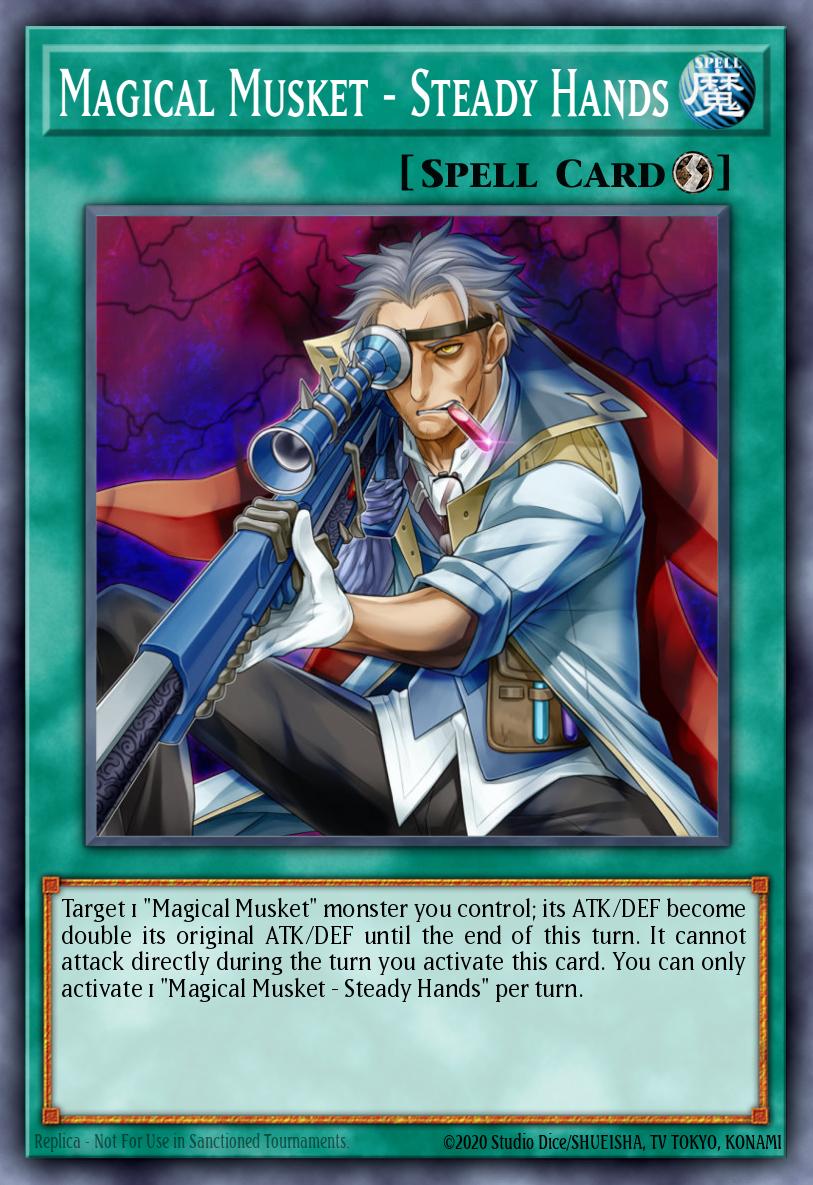 Magical Musket - Steady Hands
SPELL
魔
[Spell Card]
Target 1 "Magical Musket" monster you control; its ATK/DEF become
double its original ATK/DEF until the end of this turn. It cannot
attack directly during the turn you activate this card. You can only
activate 1 "Magical Musket - Steady Hands" per turn.
Replica - Not For Use in Sanctioned Tournaments.
©2020 Studio Dice/SHUEISHA, TV TOKYO, KONAMI